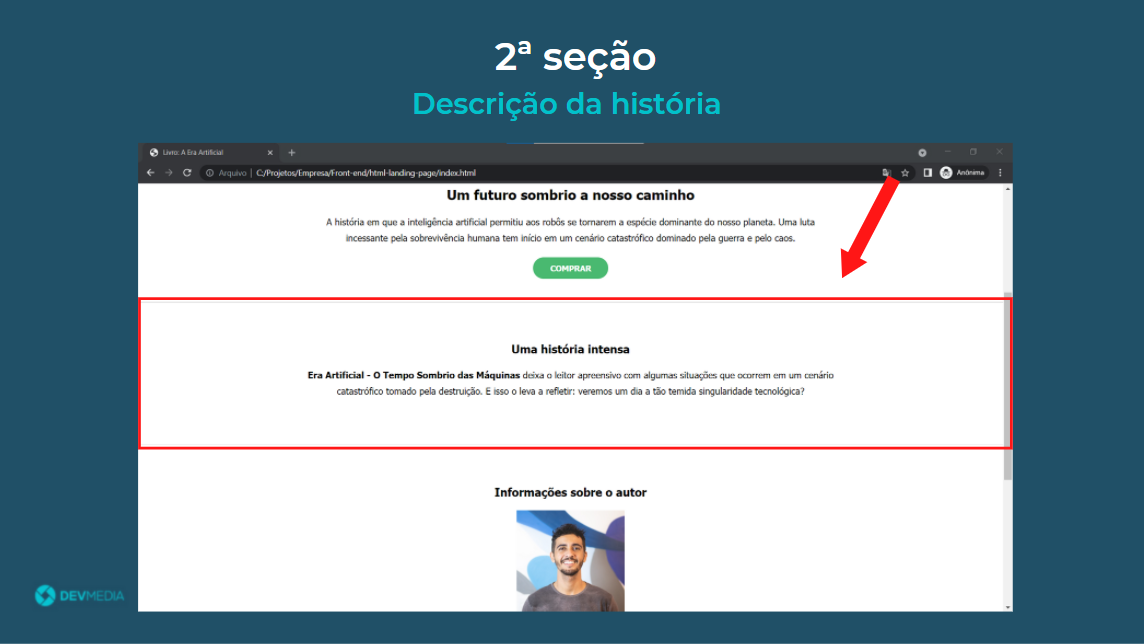 2ª seção
Descrição da história
Livro: A Era Artificial
Arquivo | C:/Projetos/Empresa/Front-end/html-landing-page/index.html
Anônima
Um futuro sombrio a nosso caminho
A história em que a inteligência artificial permitiu aos robôs se tornarem a espécie dominante do nosso planeta. Uma luta
incessante pela sobrevivência humana tem início em um cenário catastrófico dominado pela guerra e pelo caos.
COMPRAR
Uma história intensa
Era Artificial - O Tempo Sombrio das Máquinas deixa o leitor apreensivo com algumas situações que ocorrem em um cenário
catastrófico tomado pela destruição. E isso o leva a refletir: veremos um dia a tão temida singularidade tecnológica?
Informações sobre o autor
DEVMEDIA